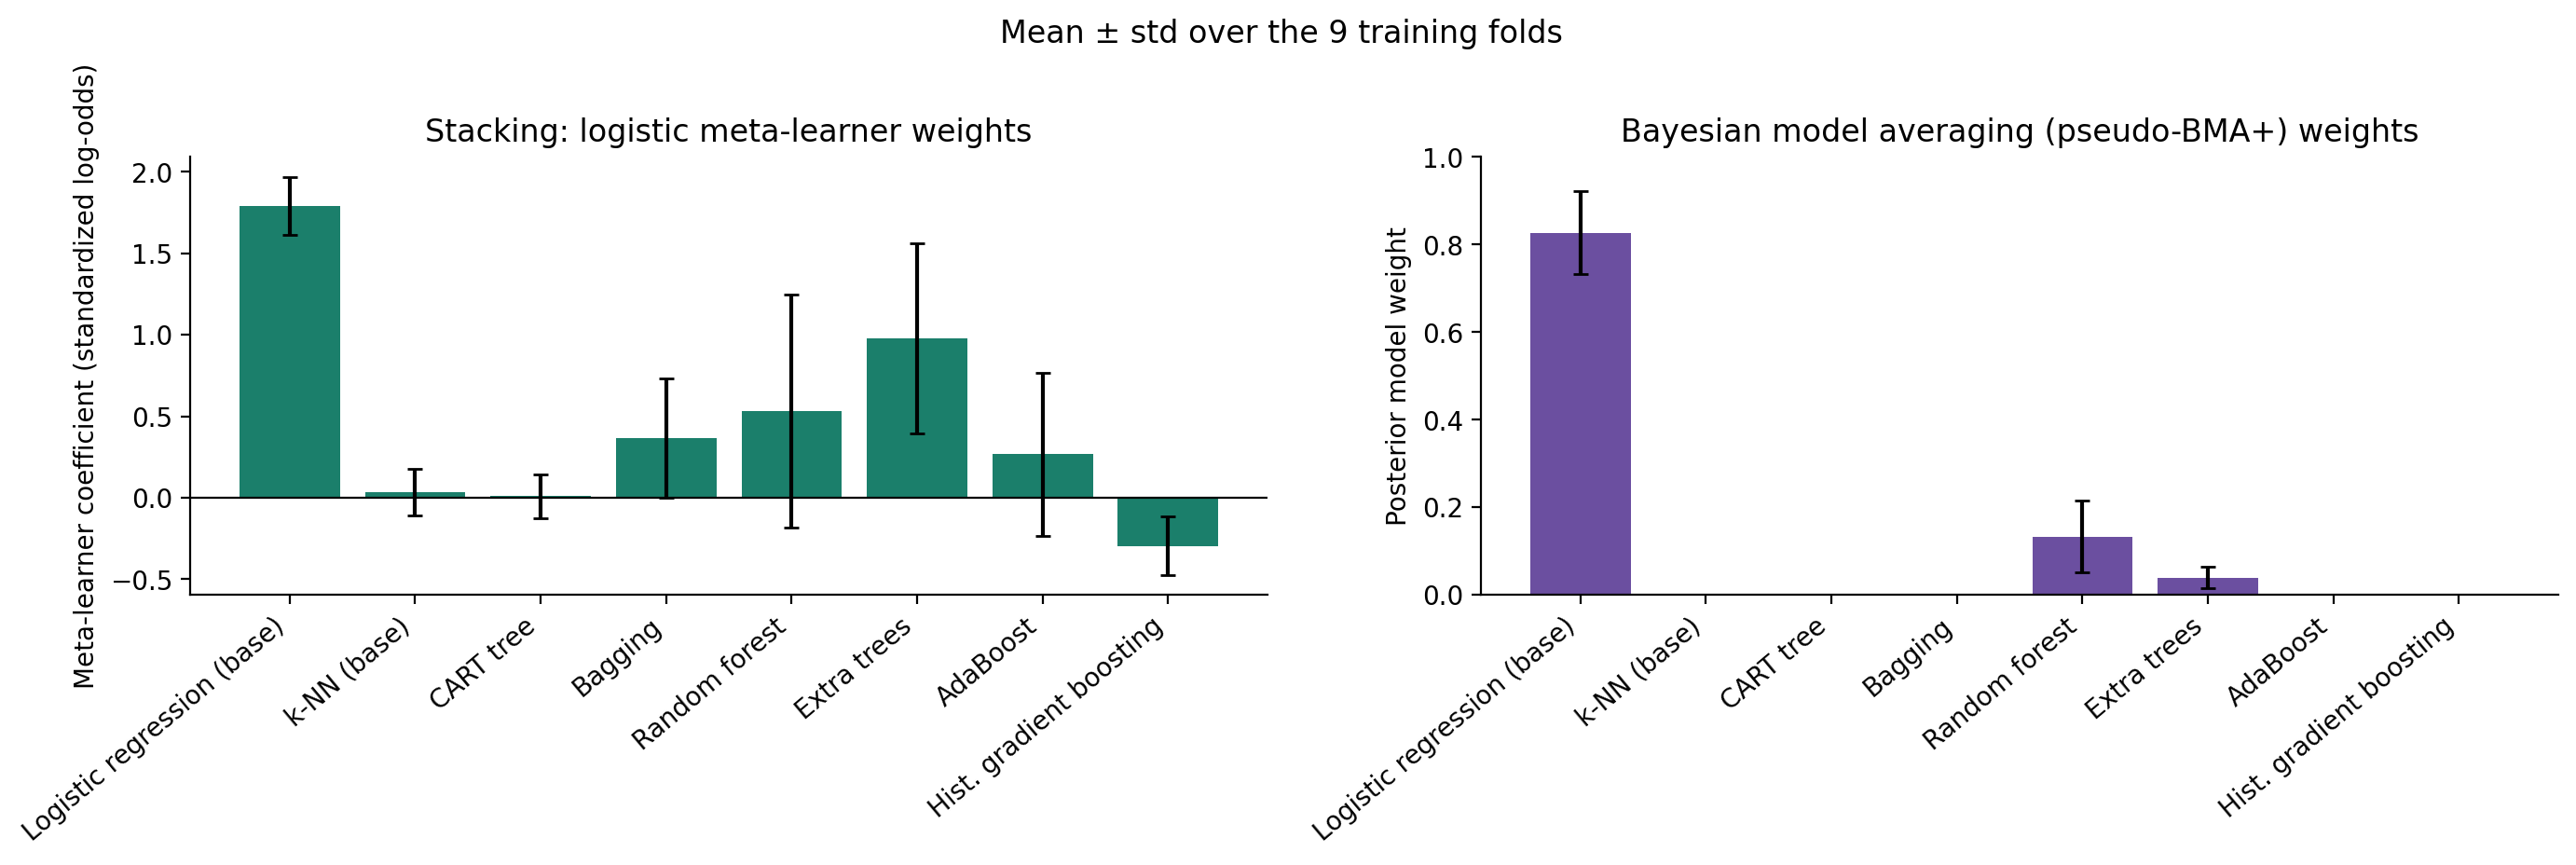 Mean ± std over the 9 training folds
Stacking: logistic meta-learner weights
Meta-learner coefficient (standardized log-odds)
2.0
1.5
1.0
0.5
0.0
−0.5
Logistic regression (base)
k-NN (base)
CART tree
Bagging
Random forest
Extra trees
AdaBoost
Hist. gradient boosting
Bayesian model averaging (pseudo-BMA+) weights
Posterior model weight
1.0
0.8
0.6
0.4
0.2
0.0
Logistic regression (base)
k-NN (base)
CART tree
Bagging
Random forest
Extra trees
AdaBoost
Hist. gradient boosting